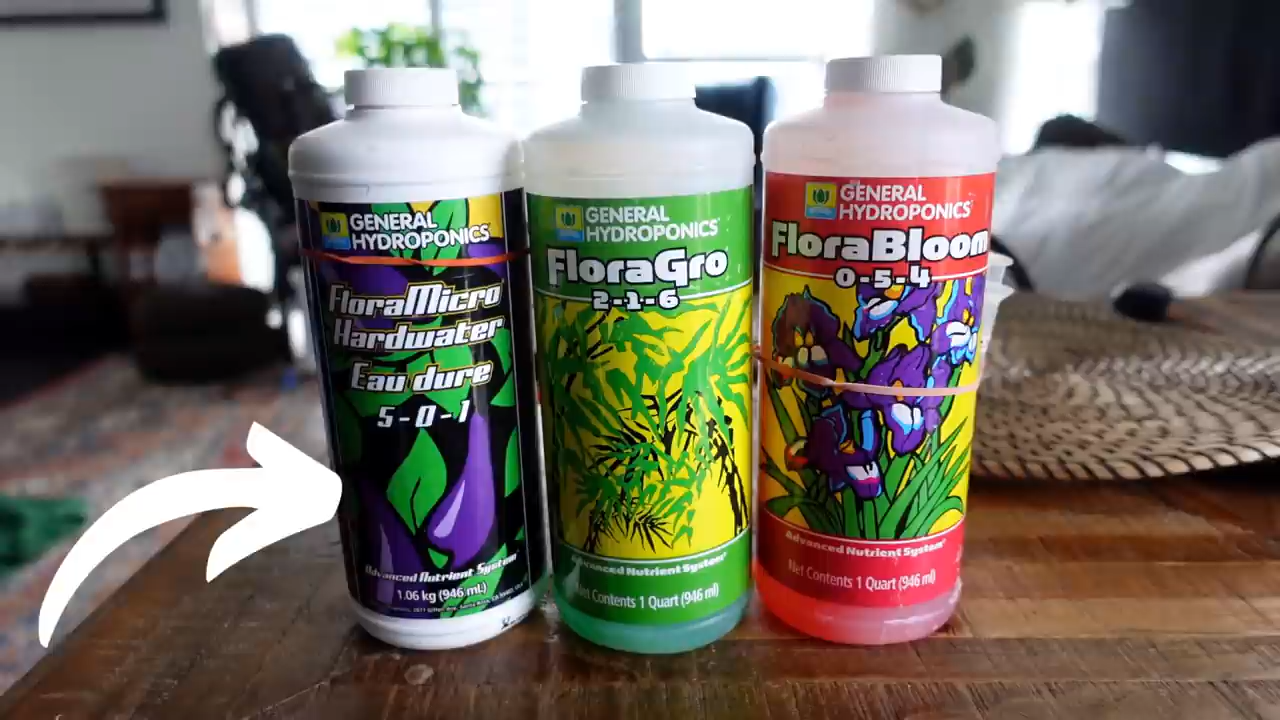 GENERAL
HYDROPONICS
FloraMicro
Hardwater
Eau dure
5-0-1
Advanced Nutrient System
1.06 kg (946 mL)
GENERAL
HYDROPONICS
FloraGro
2-1-6
Advanced Nutrient System
Net Contents 1 Quart (946 ml)
GENERAL
HYDROPONICS
FloraBloom
0-5-4
Advanced Nutrient System
Net Contents 1 Quart (946 ml)